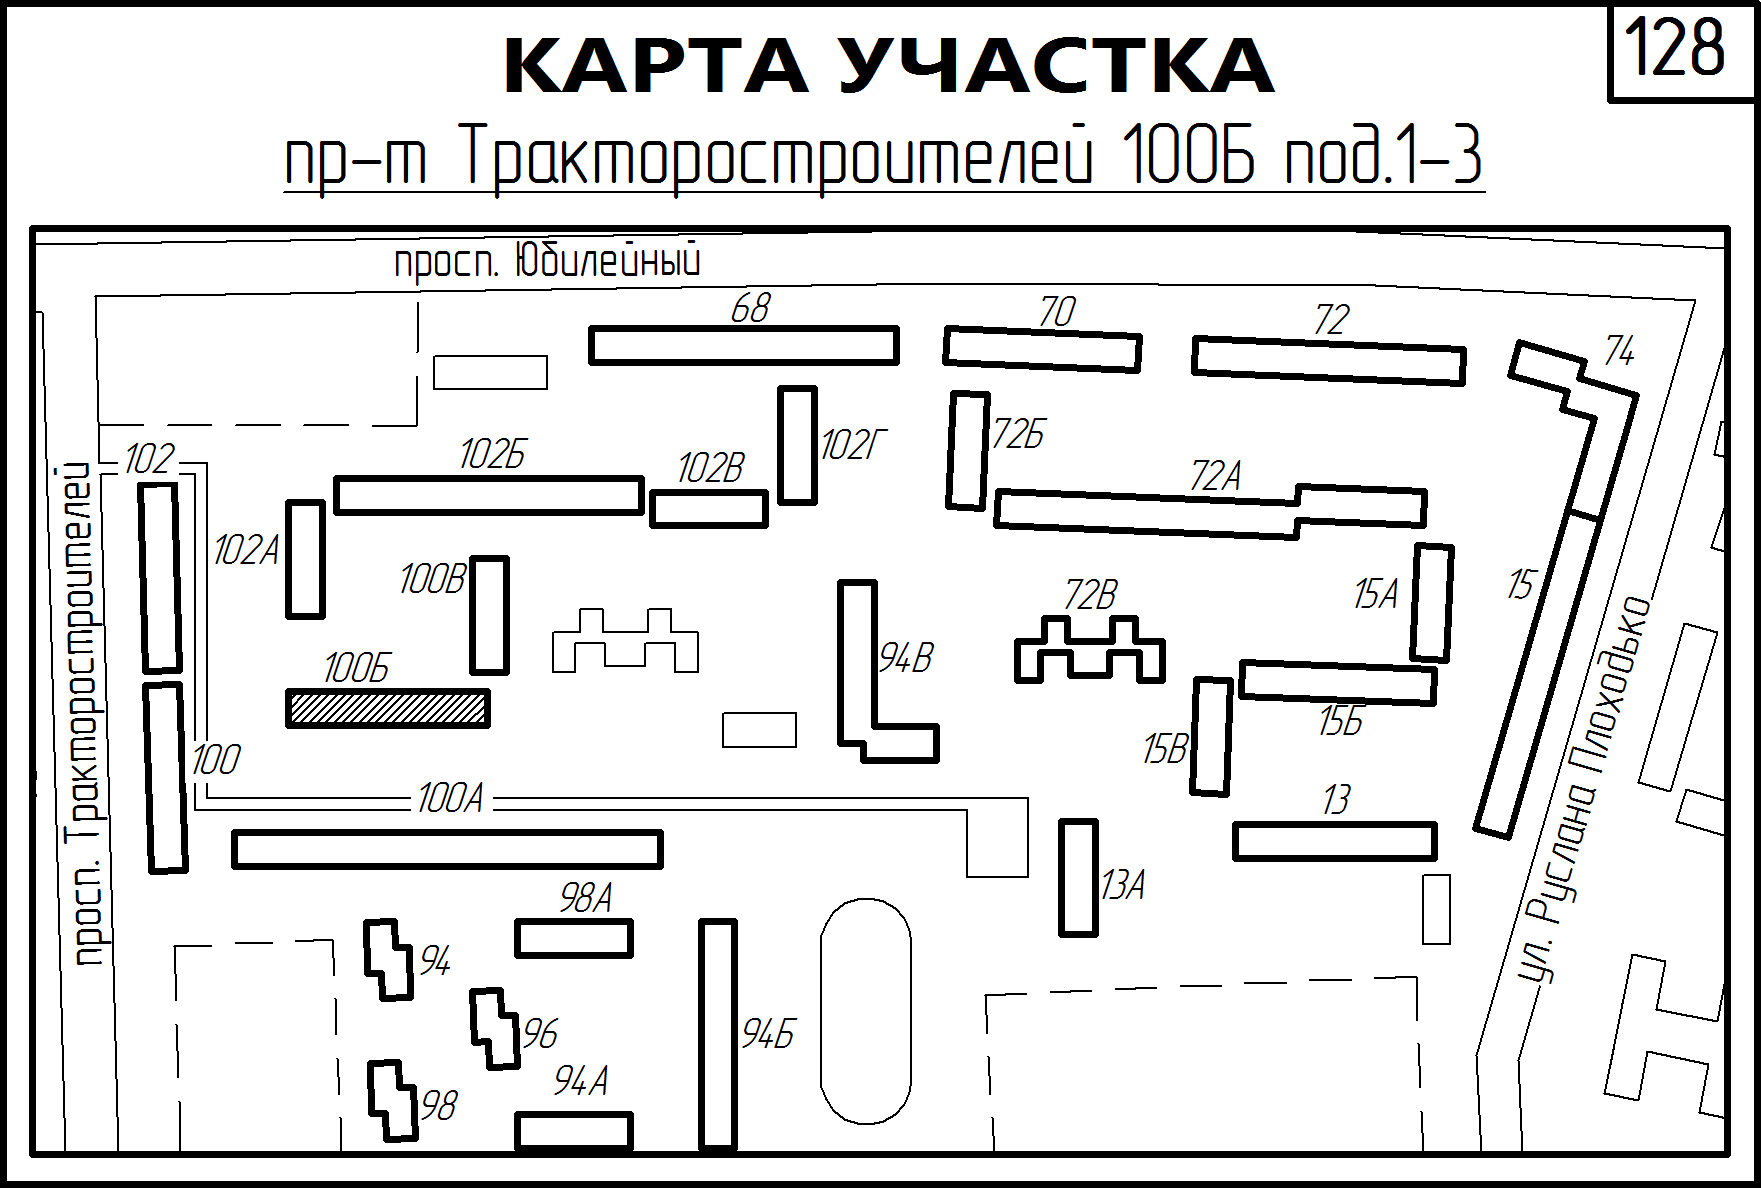 128
КАРТА УЧАСТКА
пр-т Тракторостроителей 100Б под.1-3
просп. Юбилейный
68
70
72
74
102
102Б
102В
102Г
72Б
72А
102А
100В
15А
15
72В
94В
100Б
15Б
15В
100
100А
13
13А
98А
94
96
94Б
94А
98
просп. Тракторостроителей
ул. Руслана Плоходько